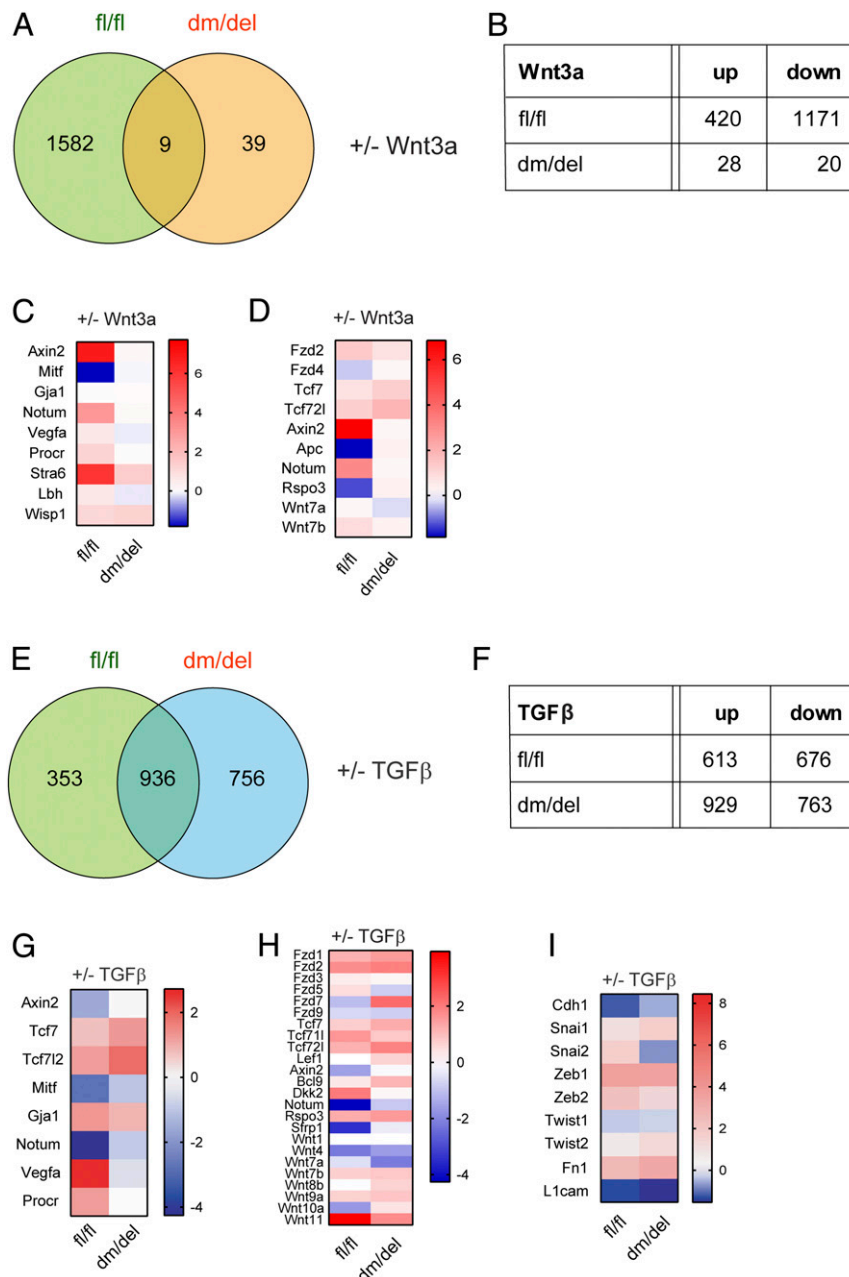 A
fl/fl
dm/del
1582
9
39
+/- Wnt3a
B
Wnt3a up down
fl/fl 420 1171
dm/del 28 20
C
+/- Wnt3a
Axin2
Mitf
Gja1
Notum
Vegfa
Procr
Stra6
Lbh
Wisp1
fl/fl
dm/del
6
4
2
0
D
+/- Wnt3a
Fzd2
Fzd4
Tcf7
Tcf72l
Axin2
Apc
Notum
Rspo3
Wnt7a
Wnt7b
fl/fl
dm/del
6
4
2
0
E
fl/fl
dm/del
353
936
756
+/- TGFβ
F
TGFβ up down
fl/fl 613 676
dm/del 929 763
G
+/- TGFβ
Axin2
Tcf7
Tcf7l2
Mitf
Gja1
Notum
Vegfa
Procr
fl/fl
dm/del
2
0
-2
-4
H
+/- TGFβ
Fzd1
Fzd2
Fzd3
Fzd5
Fzd7
Fzd9
Tcf7
Tcf71l
Tcf72l
Lef1
Axin2
Bcl9
Dkk2
Notum
Rspo3
Sfrp1
Wnt1
Wnt4
Wnt7a
Wnt7b
Wnt8b
Wnt9a
Wnt10a
Wnt11
fl/fl
dm/del
2
0
-2
-4
I
+/- TGFβ
Cdh1
Snai1
Snai2
Zeb1
Zeb2
Twist1
Twist2
Fn1
L1cam
fl/fl
dm/del
8
6
4
2
0